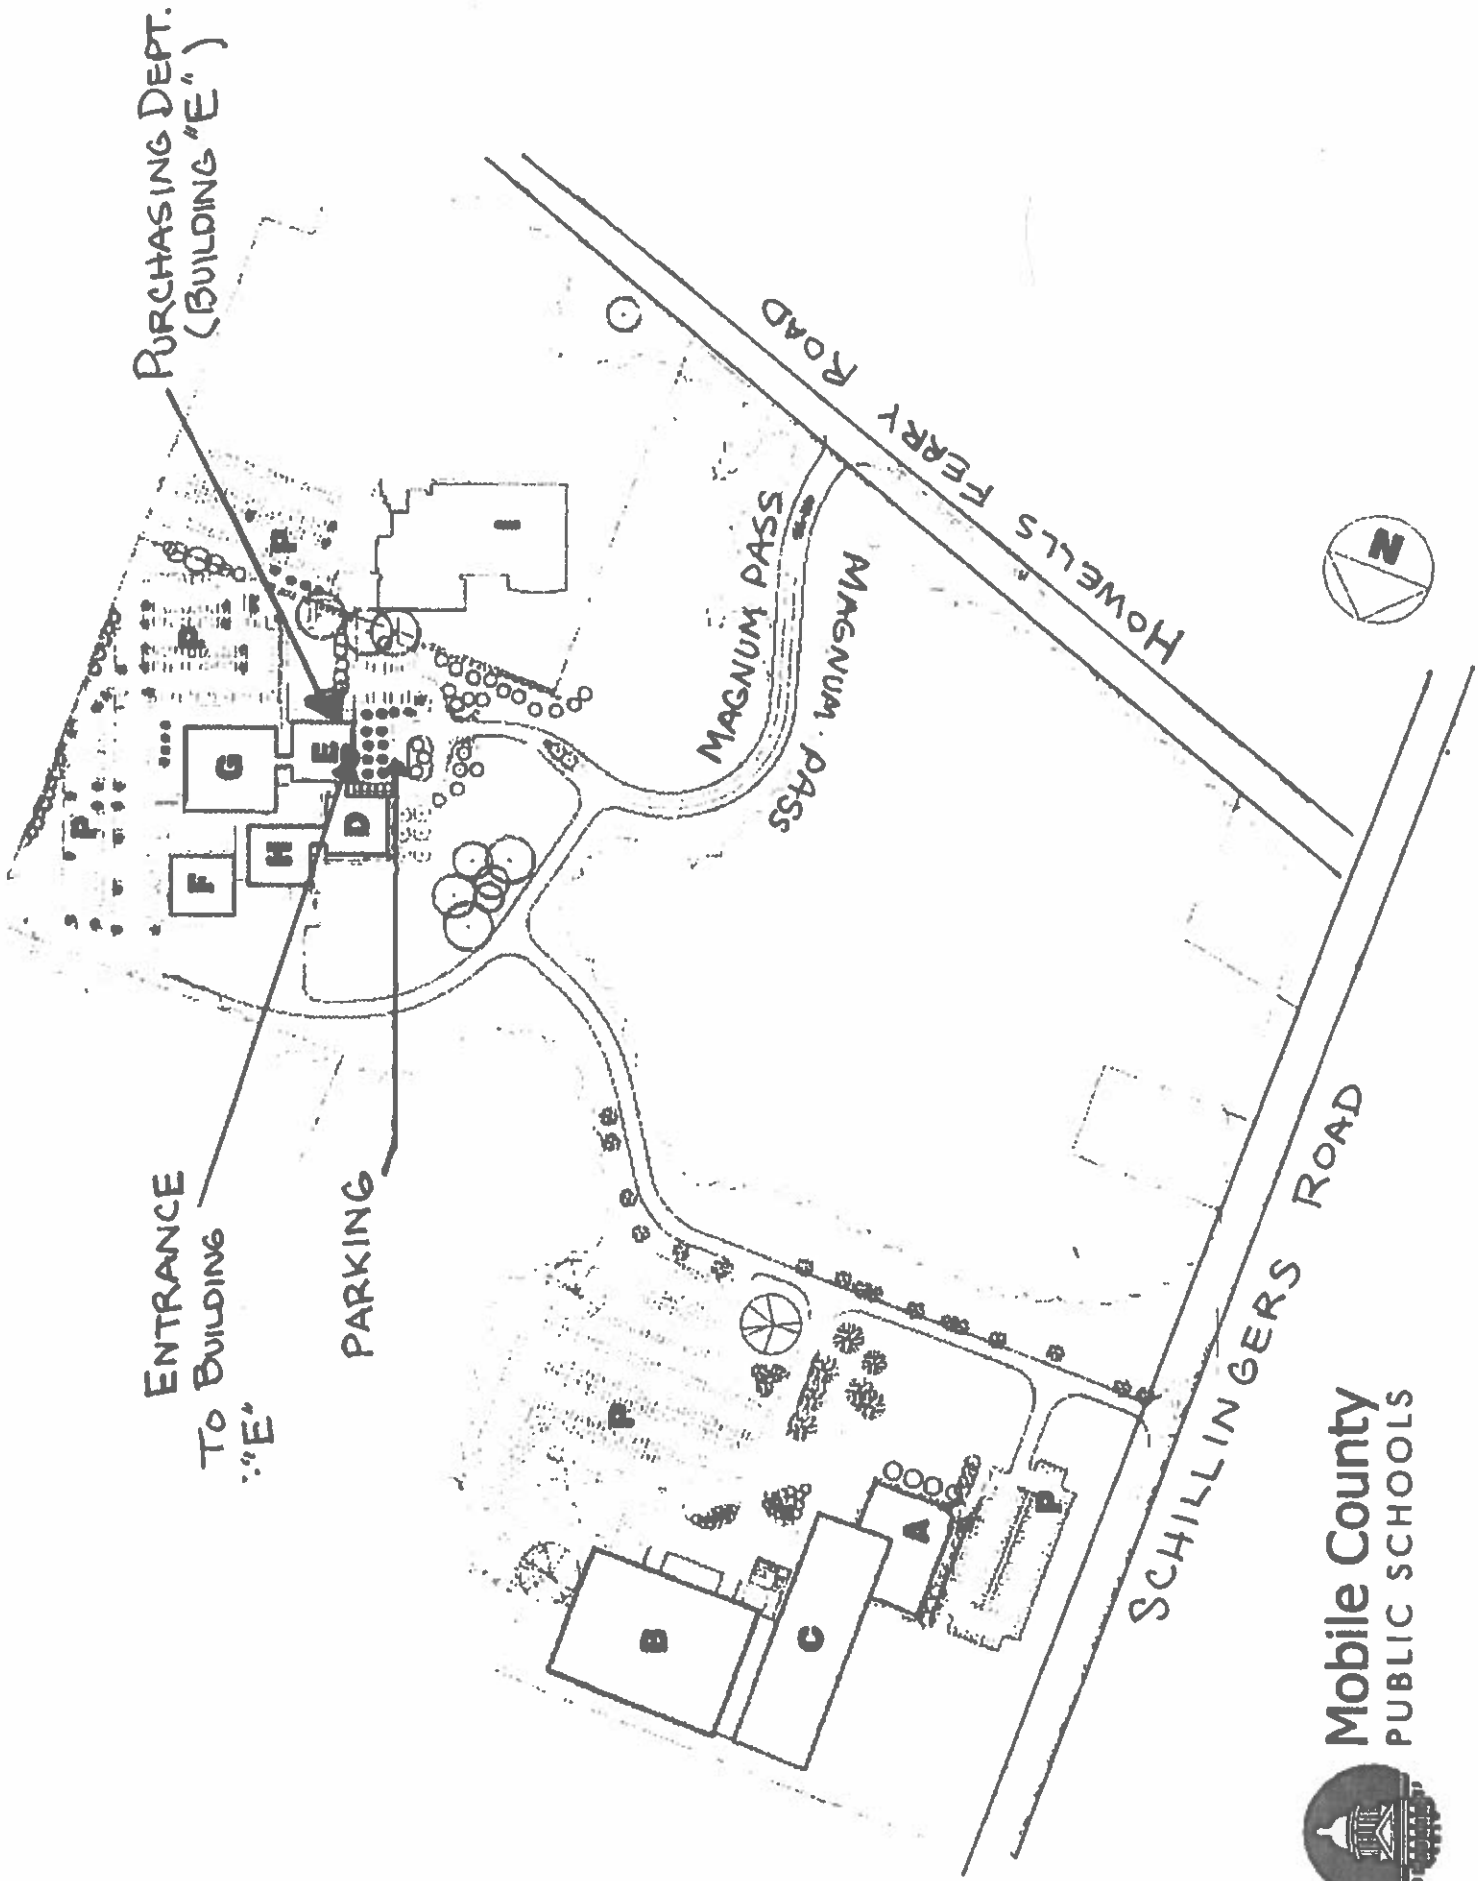 PURCHASING DEPT.
(BUILDING "E")
ENTRANCE
TO BUILDING
"E"
PARKING
P
P
P
F
G
H
E
D
I
P
B
C
A
P
MAGNUM PASS
MAGNUM PASS
HOWELLS FERRY ROAD
SCHILLINGERS ROAD
N
Mobile County
PUBLIC SCHOOLS